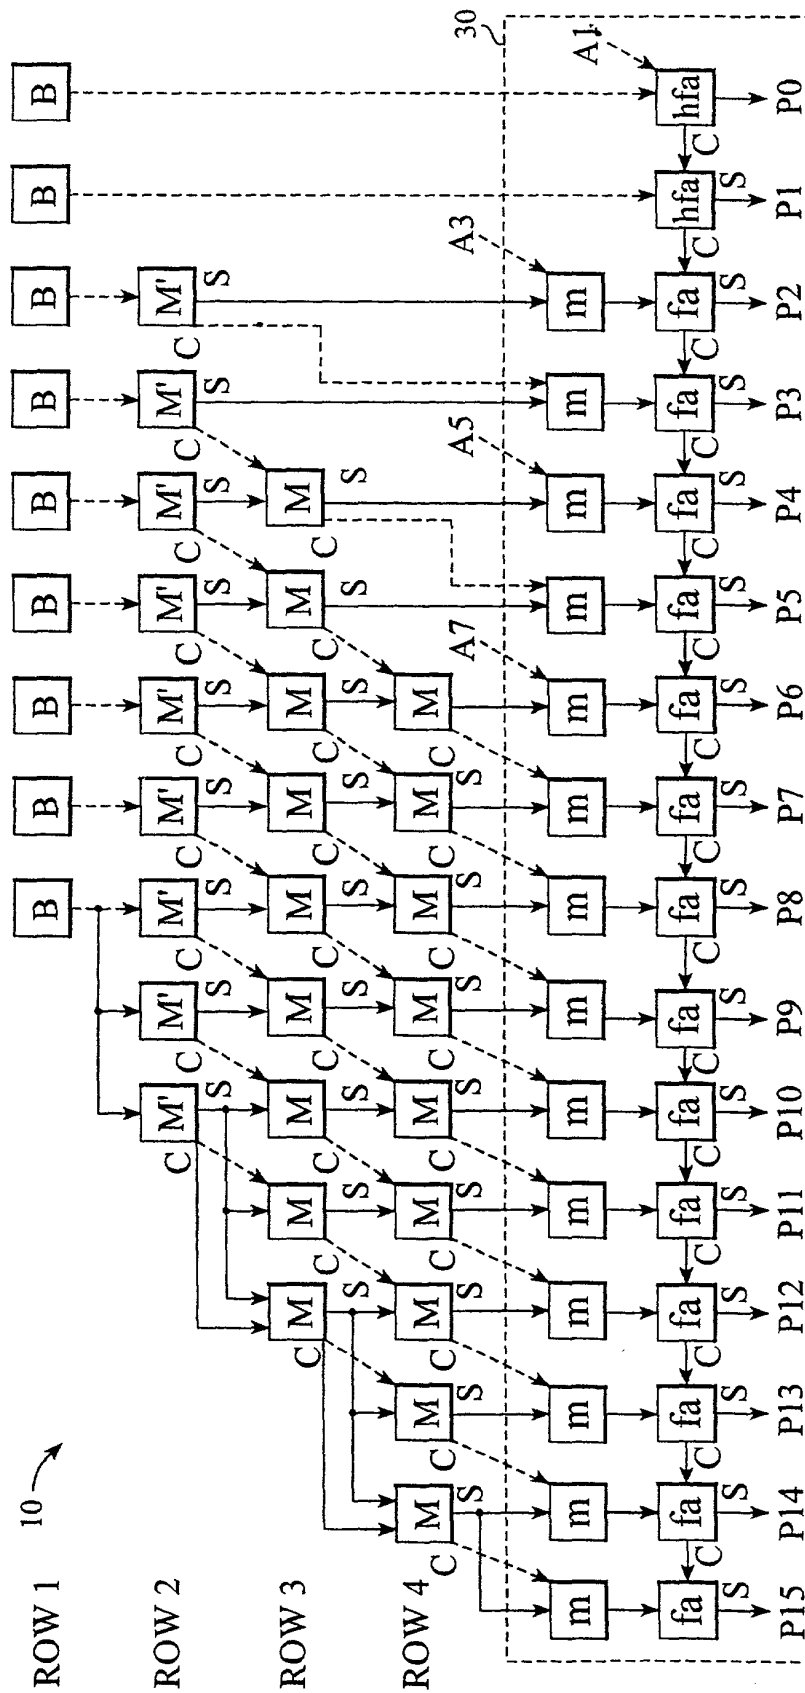 10
ROW 1 B B B B B B B B B
ROW 2 M' M' M' M' M' M' M' M' M'
C C C C C C C C C
S S S S S S S S S
ROW 3 M M M M M M M M M
C C C C C C C C C
S S S S S S S S S
ROW 4 M M M M M M M M M
C C C C C C C C C
S S S S S S S S
A7 A5 A3 30
m m m m m m m m m m m m m m
A1
fa fa fa fa fa fa fa fa fa fa fa fa fa fa hfa hfa
C C C C C C C C C C C C C C C
S S S S S S S S S S S S S S S
P15 P14 P13 P12 P11 P10 P9 P8 P7 P6 P5 P4 P3 P2 P1 P0